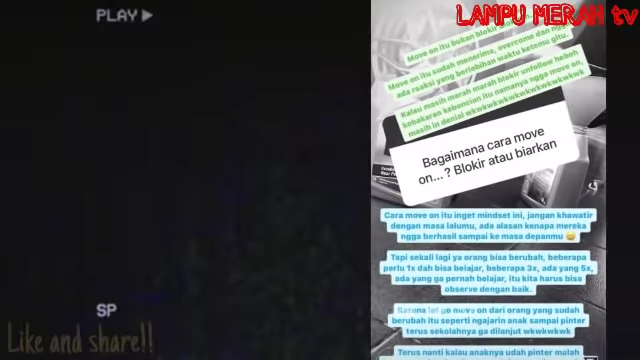 PLAY
LAMPU MERAH tv
Move on itu bukan blokir
Move on itu sudah menerima, overcome dan
ada reaksi yang berlebihan waktu ketemu gitu.
Kalau masih marah marah blokir unfollow heboh
kebakaran kebencian itu namanya ngga move on,
masih in denial wkwkwkwkwkwkwkwkwkwk
Bagaimana cara move
on...? Blokir atau biarkan
Cara move on itu inget mindset ini, jangan khawatir
dengan masa lalumu, ada alasan kenapa mereka
ngga berhasil sampai ke masa depanmu 😄
Tapi sekali lagi ya orang bisa berubah, beberapa
perlu 1x dah bisa belajar, beberapa 3x, ada yang 5x,
ada yang ga pernah belajar, itu kita harus bisa
observe dengan baik.
Karena let go move on dari orang yang sudah
berubah itu seperti ngajarin anak sampai pinter
terus sekolahnya ga dilanjut wkwkwkwk
Terus nanti kalau anaknya udah pinter malah
SP
Like and share!!